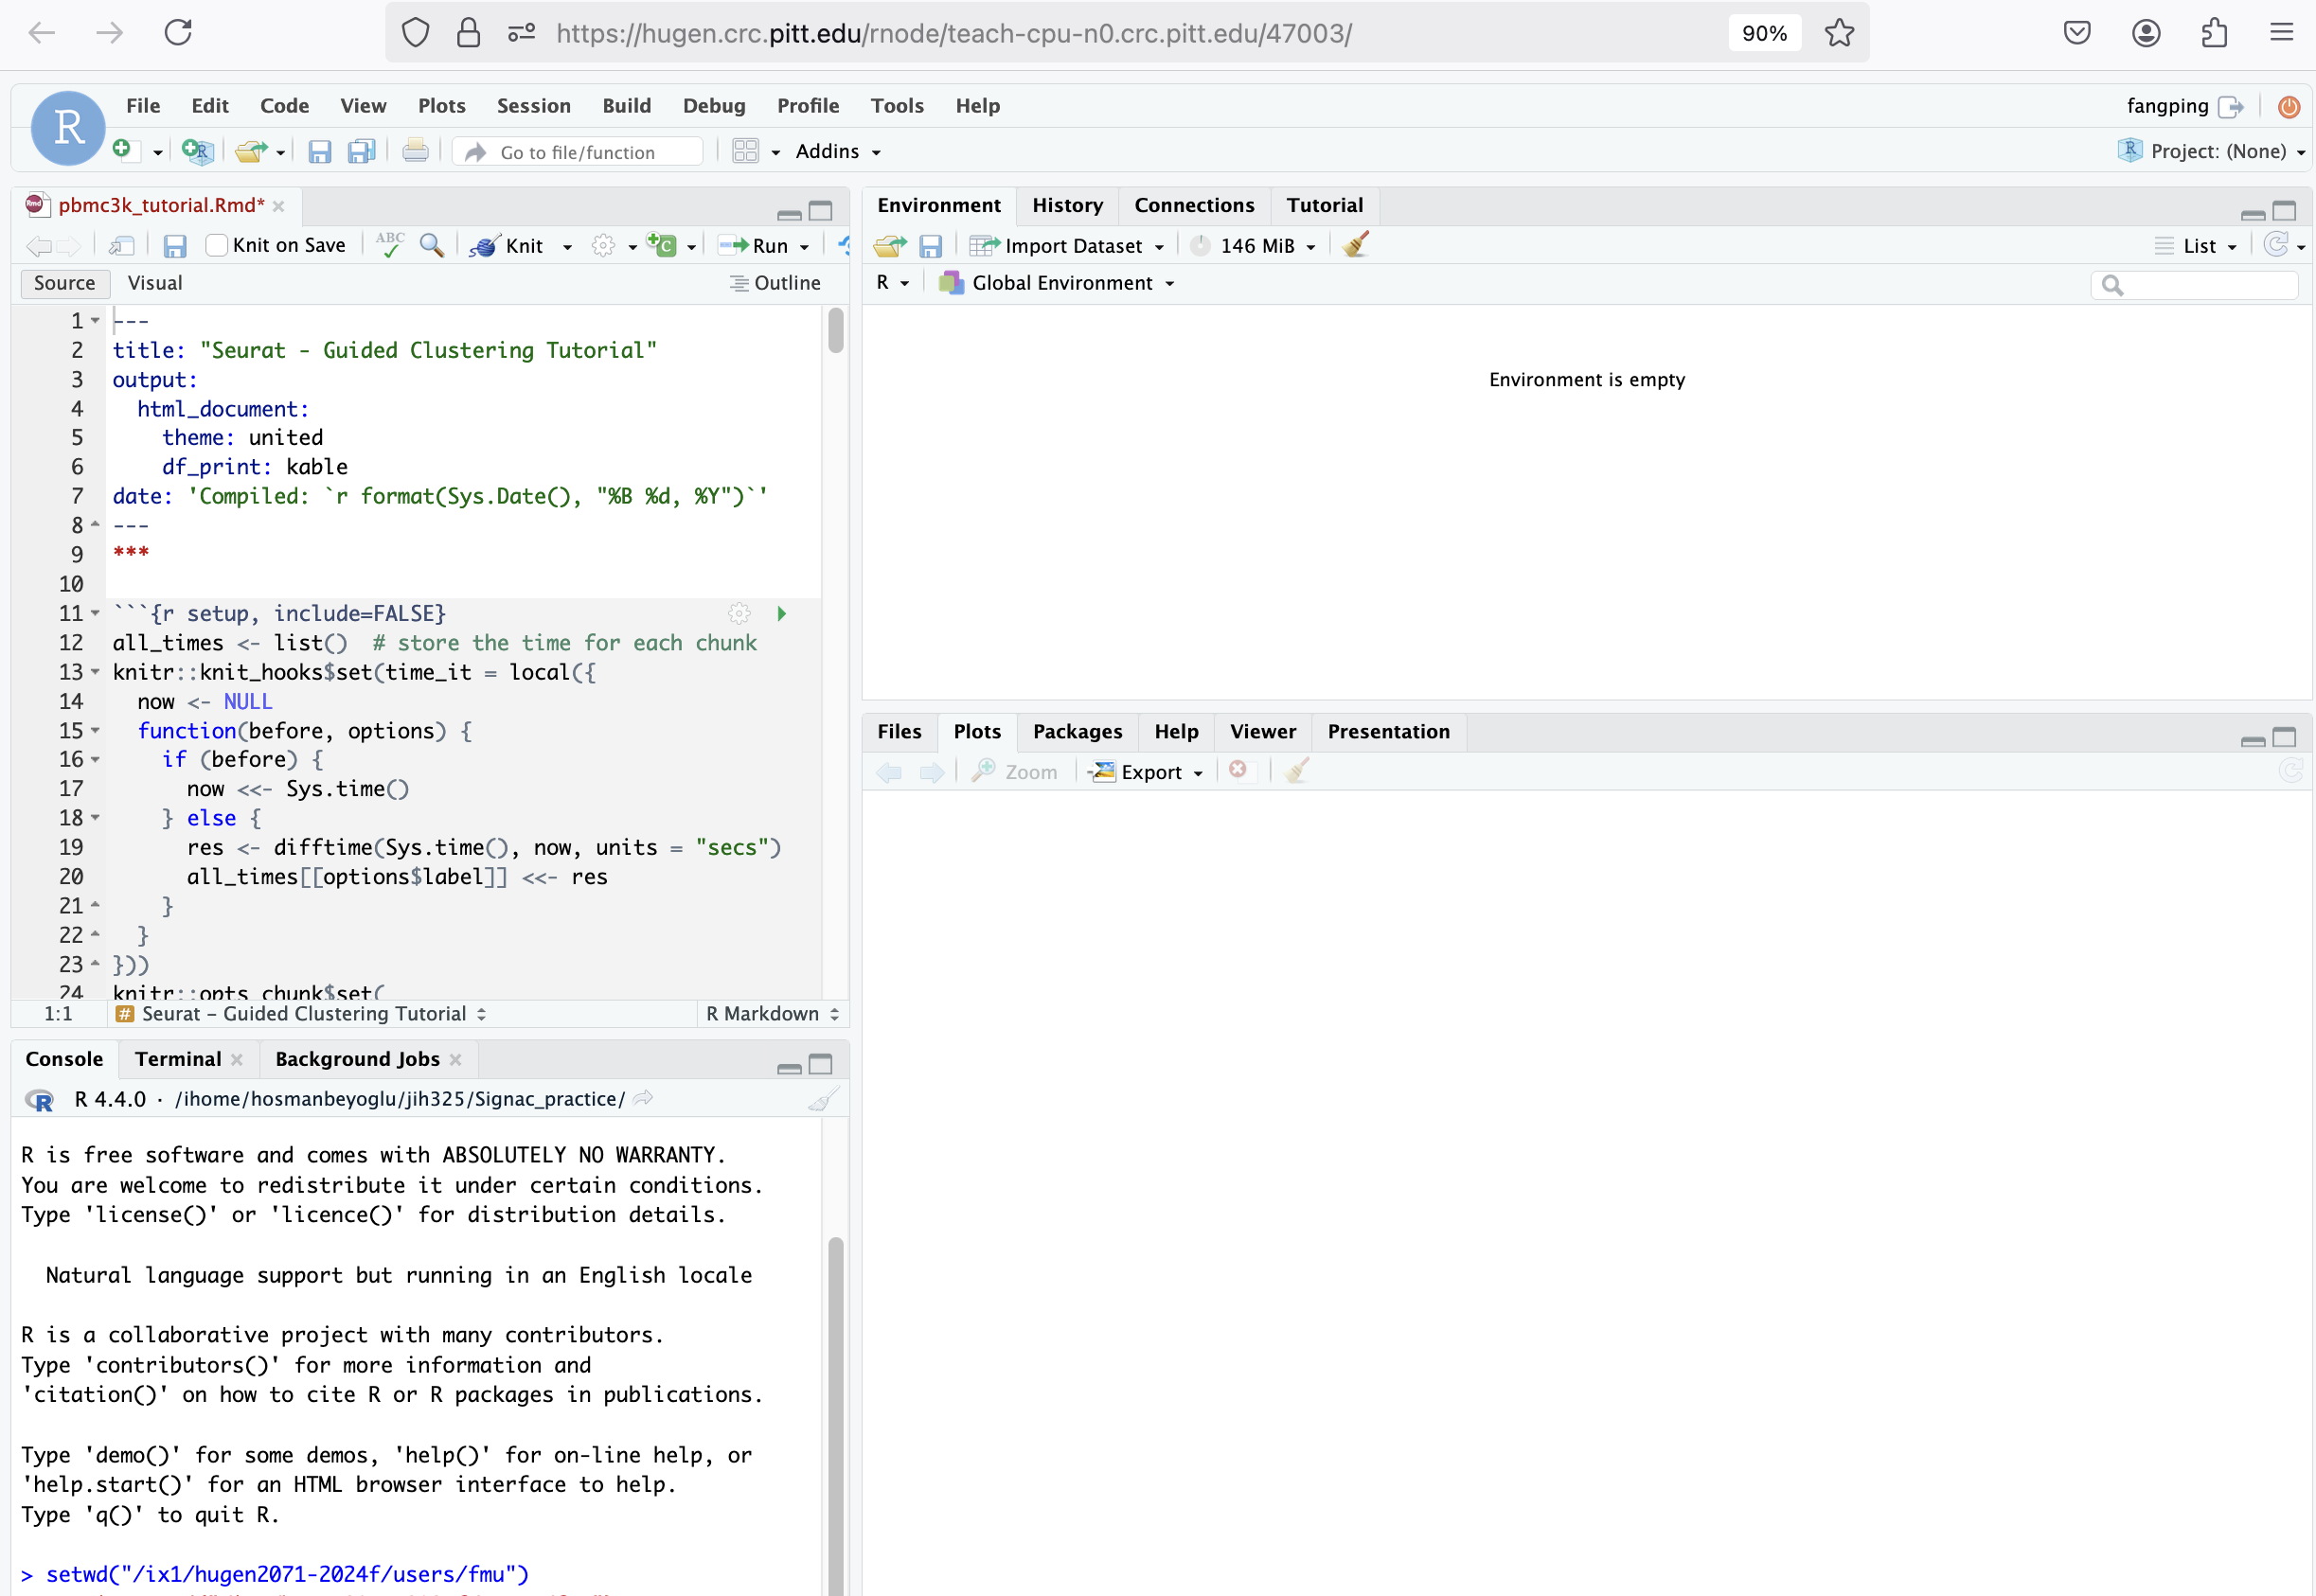 https://hugen.crc.pitt.edu/rnode/teach-cpu-n0.crc.pitt.edu/47003/ 90%
R File Edit Code View Plots Session Build Debug Profile Tools Help fangping
Go to file/function Addins Project: (None)
pbmc3k_tutorial.Rmd*
Knit on Save ABC Knit Run
Source Visual Outline
1 ---
2 title: "Seurat - Guided Clustering Tutorial"
3 output:
4   html_document:
5     theme: united
6     df_print: kable
7 date: 'Compiled: `r format(Sys.Date(), "%B %d, %Y")`'
8 ---
9 ***
10
11 ```{r setup, include=FALSE}
12 all_times <- list()  # store the time for each chunk
13 knitr::knit_hooks$set(time_it = local({
14   now <- NULL
15   function(before, options) {
16     if (before) {
17       now <<- Sys.time()
18     } else {
19       res <- difftime(Sys.time(), now, units = "secs")
20       all_times[[options$label]] <<- res
21     }
22   }
23 }))
24 knitr::opts_chunk$set(
1:1 # Seurat - Guided Clustering Tutorial R Markdown
Console Terminal Background Jobs
R R 4.4.0 · /ihome/hosmanbeyoglu/jih325/Signac_practice/
R is free software and comes with ABSOLUTELY NO WARRANTY.
You are welcome to redistribute it under certain conditions.
Type 'license()' or 'licence()' for distribution details.
  Natural language support but running in an English locale
R is a collaborative project with many contributors.
Type 'contributors()' for more information and
'citation()' on how to cite R or R packages in publications.
Type 'demo()' for some demos, 'help()' for on-line help, or
'help.start()' for an HTML browser interface to help.
Type 'q()' to quit R.
> setwd("/ix1/hugen2071-2024f/users/fmu")
Environment History Connections Tutorial
Import Dataset 146 MiB List
R Global Environment
Environment is empty
Files Plots Packages Help Viewer Presentation
Zoom Export